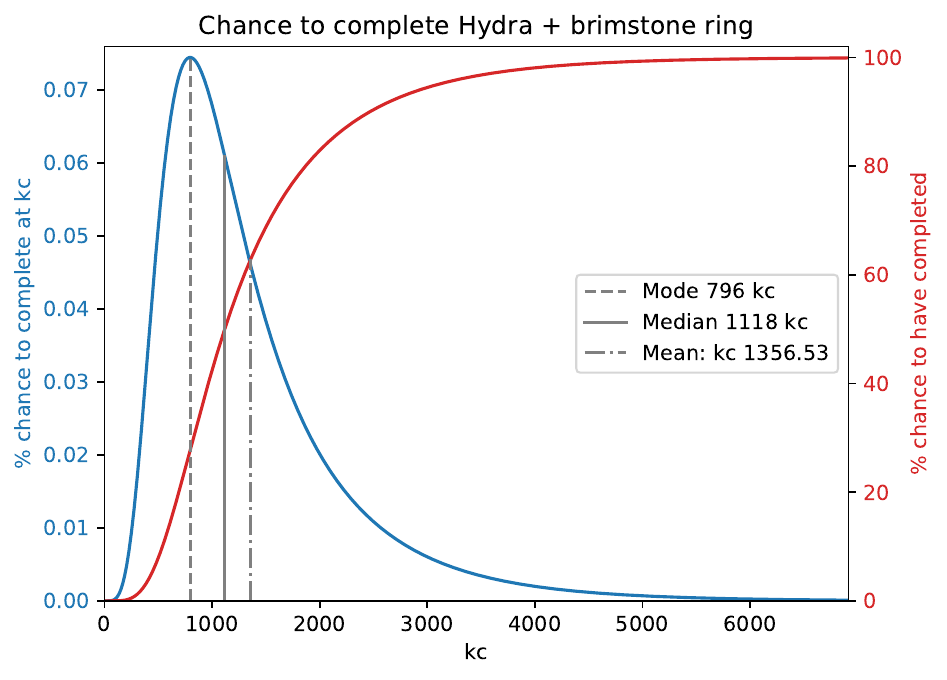 Chance to complete Hydra + brimstone ring
% chance to complete at kc
0.07
0.06
0.05
0.04
0.03
0.02
0.01
0.00
100
80
60
40
20
0
% chance to have completed
Mode 796 kc
Median 1118 kc
Mean: kc 1356.53
0 1000 2000 3000 4000 5000 6000
kc